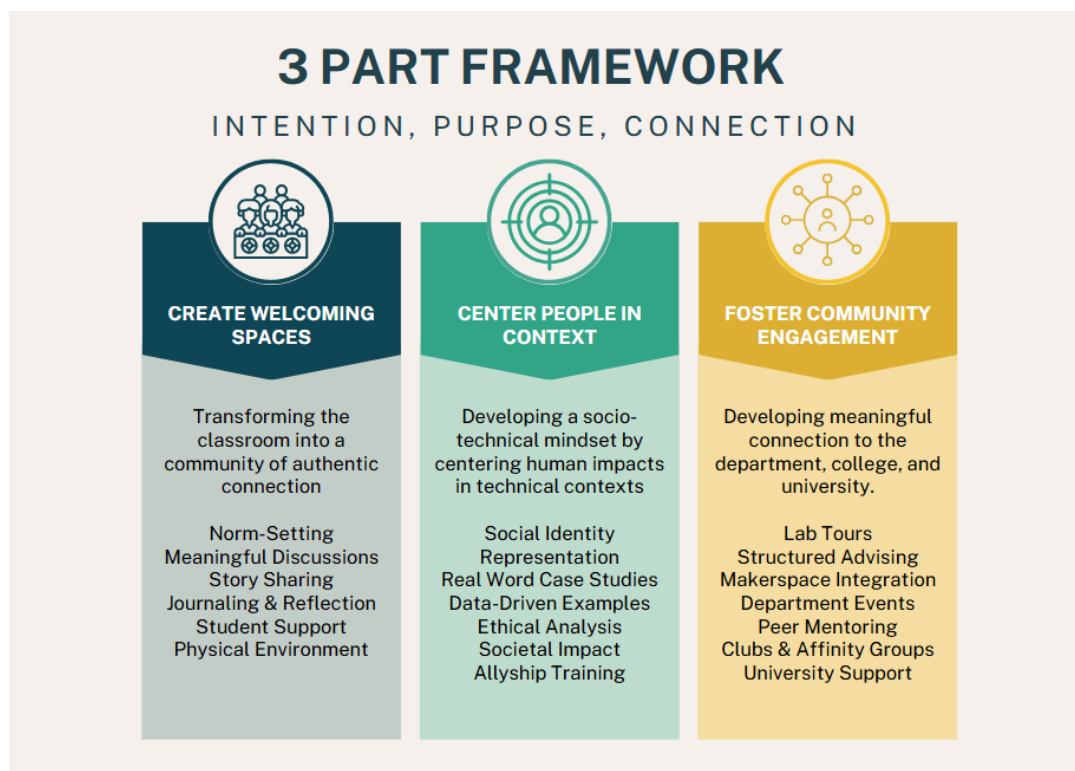 3 PART FRAMEWORK
INTENTION, PURPOSE, CONNECTION
CREATE WELCOMING
SPACES
Transforming the
classroom into a
community of authentic
connection
Norm-Setting
Meaningful Discussions
Story Sharing
Journaling & Reflection
Student Support
Physical Environment
CENTER PEOPLE IN
CONTEXT
Developing a socio-
technical mindset by
centering human impacts
in technical contexts
Social Identity
Representation
Real Word Case Studies
Data-Driven Examples
Ethical Analysis
Societal Impact
Allyship Training
FOSTER COMMUNITY
ENGAGEMENT
Developing meaningful
connection to the
department, college, and
university.
Lab Tours
Structured Advising
Makerspace Integration
Department Events
Peer Mentoring
Clubs & Affinity Groups
University Support